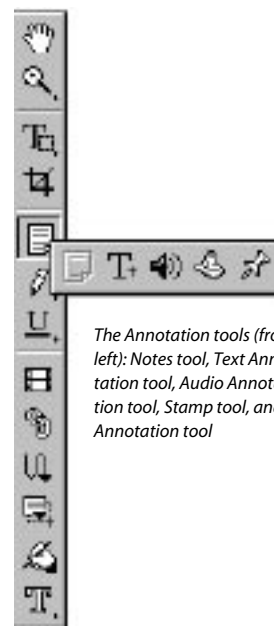 The Annotation tools (fro
left): Notes tool, Text Ann
tation tool, Audio Annota
tion tool, Stamp tool, and
Annotation tool